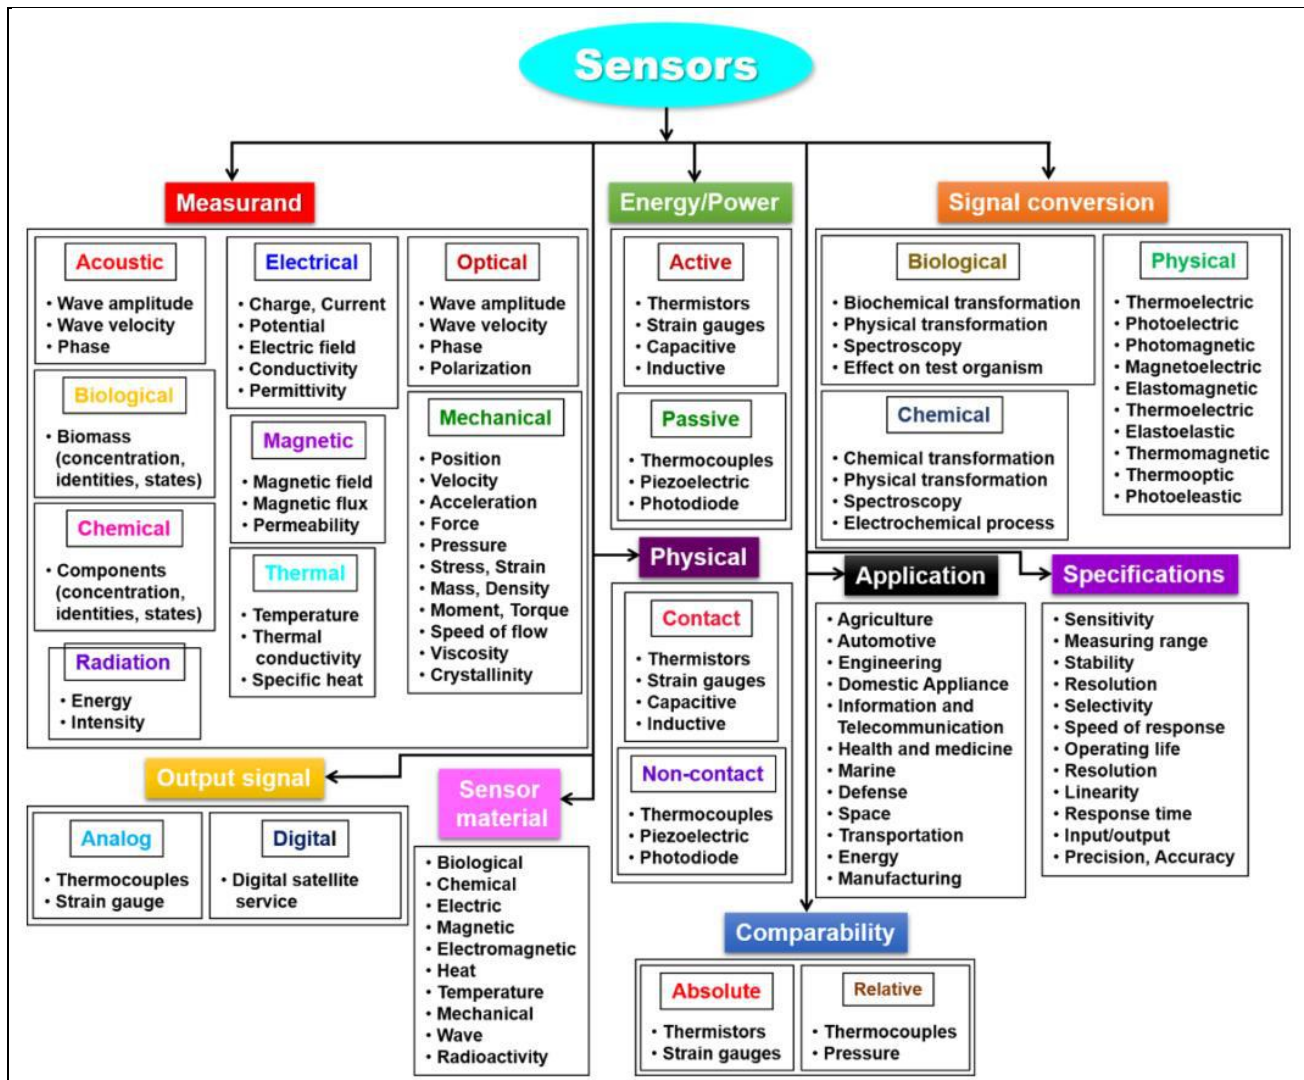 Sensors
Measurand
Acoustic
• Wave amplitude
• Wave velocity
• Phase
Biological
• Biomass
(concentration,
identities, states)
Chemical
• Components
(concentration,
identities, states)
Radiation
• Energy
• Intensity
Electrical
• Charge, Current
• Potential
• Electric field
• Conductivity
• Permittivity
Magnetic
• Magnetic field
• Magnetic flux
• Permeability
Thermal
• Temperature
• Thermal
conductivity
• Specific heat
Optical
• Wave amplitude
• Wave velocity
• Phase
• Polarization
Mechanical
• Position
• Velocity
• Acceleration
• Force
• Pressure
• Stress, Strain
• Mass, Density
• Moment, Torque
• Speed of flow
• Viscosity
• Crystallinity
Energy/Power
Active
• Thermistors
• Strain gauges
• Capacitive
• Inductive
Passive
• Thermocouples
• Piezoelectric
• Photodiode
Signal conversion
Biological
• Biochemical transformation
• Physical transformation
• Spectroscopy
• Effect on test organism
Chemical
• Chemical transformation
• Physical transformation
• Spectroscopy
• Electrochemical process
Physical
• Thermoelectric
• Photoelectric
• Photomagnetic
• Magnetoelectric
• Elastomagnetic
• Thermoelectric
• Elastoelastic
• Thermomagnetic
• Thermooptic
• Photoeleastic
Physical
Contact
• Thermistors
• Strain gauges
• Capacitive
• Inductive
Non-contact
• Thermocouples
• Piezoelectric
• Photodiode
Application
• Agriculture
• Automotive
• Engineering
• Domestic Appliance
• Information and
Telecommunication
• Health and medicine
• Marine
• Defense
• Space
• Transportation
• Energy
• Manufacturing
Specifications
• Sensitivity
• Measuring range
• Stability
• Resolution
• Selectivity
• Speed of response
• Operating life
• Resolution
• Linearity
• Response time
• Input/output
• Precision, Accuracy
Output signal
Analog
• Thermocouples
• Strain gauge
Digital
• Digital satellite
service
Sensor
material
• Biological
• Chemical
• Electric
• Magnetic
• Electromagnetic
• Heat
• Temperature
• Mechanical
• Wave
• Radioactivity
Comparability
Absolute
• Thermistors
• Strain gauges
Relative
• Thermocouples
• Pressure